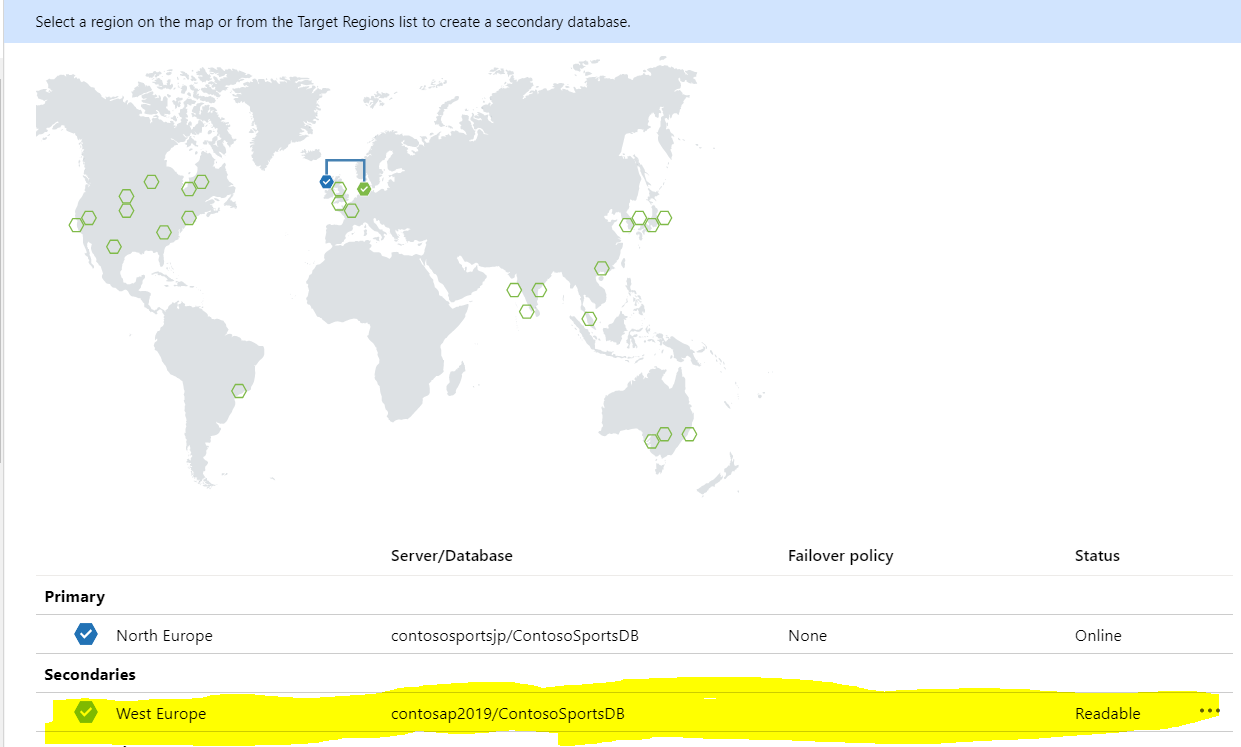 Select a region on the map or from the Target Regions list to create a secondary database.
Server/Database Failover policy Status
Primary
North Europe contososportsjp/ContosoSportsDB None Online
Secondaries
West Europe contosap2019/ContosoSportsDB Readable ...